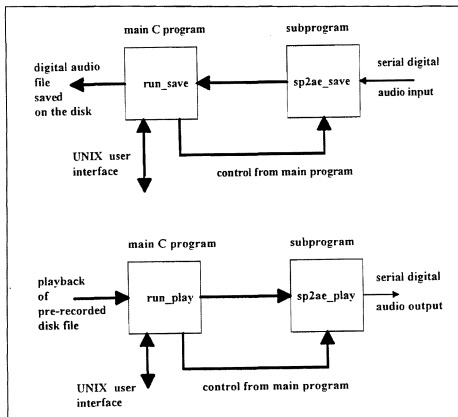 main C program
subprogram
digital audio
file
saved
on the disk
run_save
sp2ae_save
serial digital
audio input
UNIX user
interface
control from main program
main C program
subprogram
playback
of
pre-recorded
disk file
run_play
sp2ae_play
serial digital
audio output
UNIX user
interface
control from main program